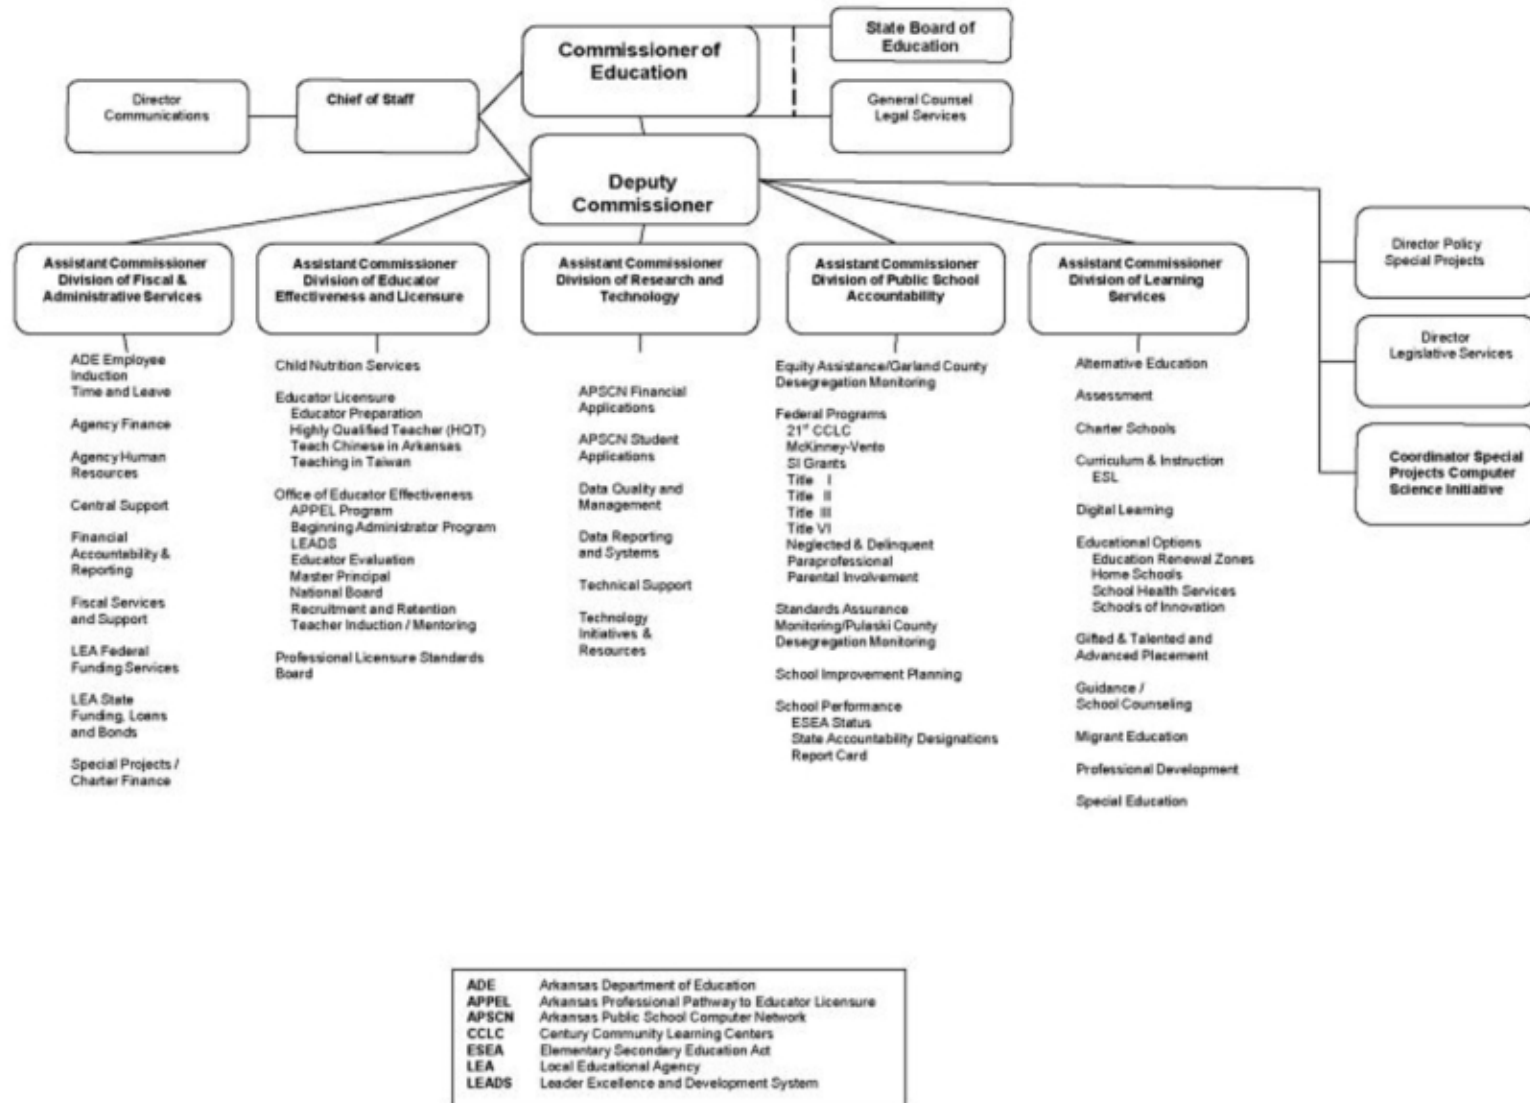 Commissioner of
Education
State Board of
Education
Director
Communications
Chief of Staff
General Counsel
Legal Services
Deputy
Commissioner
Director Policy
Special Projects
Director
Legislative Services
Coordinator Special
Projects Computer
Science Initiative
Assistant Commissioner
Division of Fiscal &
Administrative Services
ADE Employee
Induction
Time and Leave
Agency Finance
Agency Human
Resources
Central Support
Financial
Accountability &
Reporting
Fiscal Services
and Support
LEA Federal
Funding Services
LEA State
Funding, Loans
and Bonds
Special Projects /
Charter Finance
Assistant Commissioner
Division of Educator
Effectiveness and Licensure
Child Nutrition Services
Educator Licensure
Educator Preparation
Highly Qualified Teacher (HQT)
Teach Chinese in Arkansas
Teaching in Taiwan
Office of Educator Effectiveness
APPEL Program
Beginning Administrator Program
LEADS
Educator Evaluation
Master Principal
National Board
Recruitment and Retention
Teacher Induction / Mentoring
Professional Licensure Standards
Board
Assistant Commissioner
Division of Research and
Technology
APSCN Financial
Applications
APSCN Student
Applications
Data Quality and
Management
Data Reporting
and Systems
Technical Support
Technology
Initiatives &
Resources
Assistant Commissioner
Division of Public School
Accountability
Equity Assistance/Garland County
Desegregation Monitoring
Federal Programs
21st CCLC
McKinney-Vento
SI Grants
Title I
Title II
Title III
Title VI
Neglected & Delinquent
Paraprofessional
Parental Involvement
Standards Assurance
Monitoring/Pulaski County
Desegregation Monitoring
School Improvement Planning
School Performance
ESEA Status
State Accountability Designations
Report Card
Assistant Commissioner
Division of Learning
Services
Alternative Education
Assessment
Charter Schools
Curriculum & Instruction
ESL
Digital Learning
Educational Options
Education Renewal Zones
Home Schools
School Health Services
Schools of Innovation
Gifted & Talented and
Advanced Placement
Guidance /
School Counseling
Migrant Education
Professional Development
Special Education
ADE Arkansas Department of Education
APPEL Arkansas Professional Pathway to Educator Licensure
APSCN Arkansas Public School Computer Network
CCLC Century Community Learning Centers
ESEA Elementary Secondary Education Act
LEA Local Educational Agency
LEADS Leader Excellence and Development System